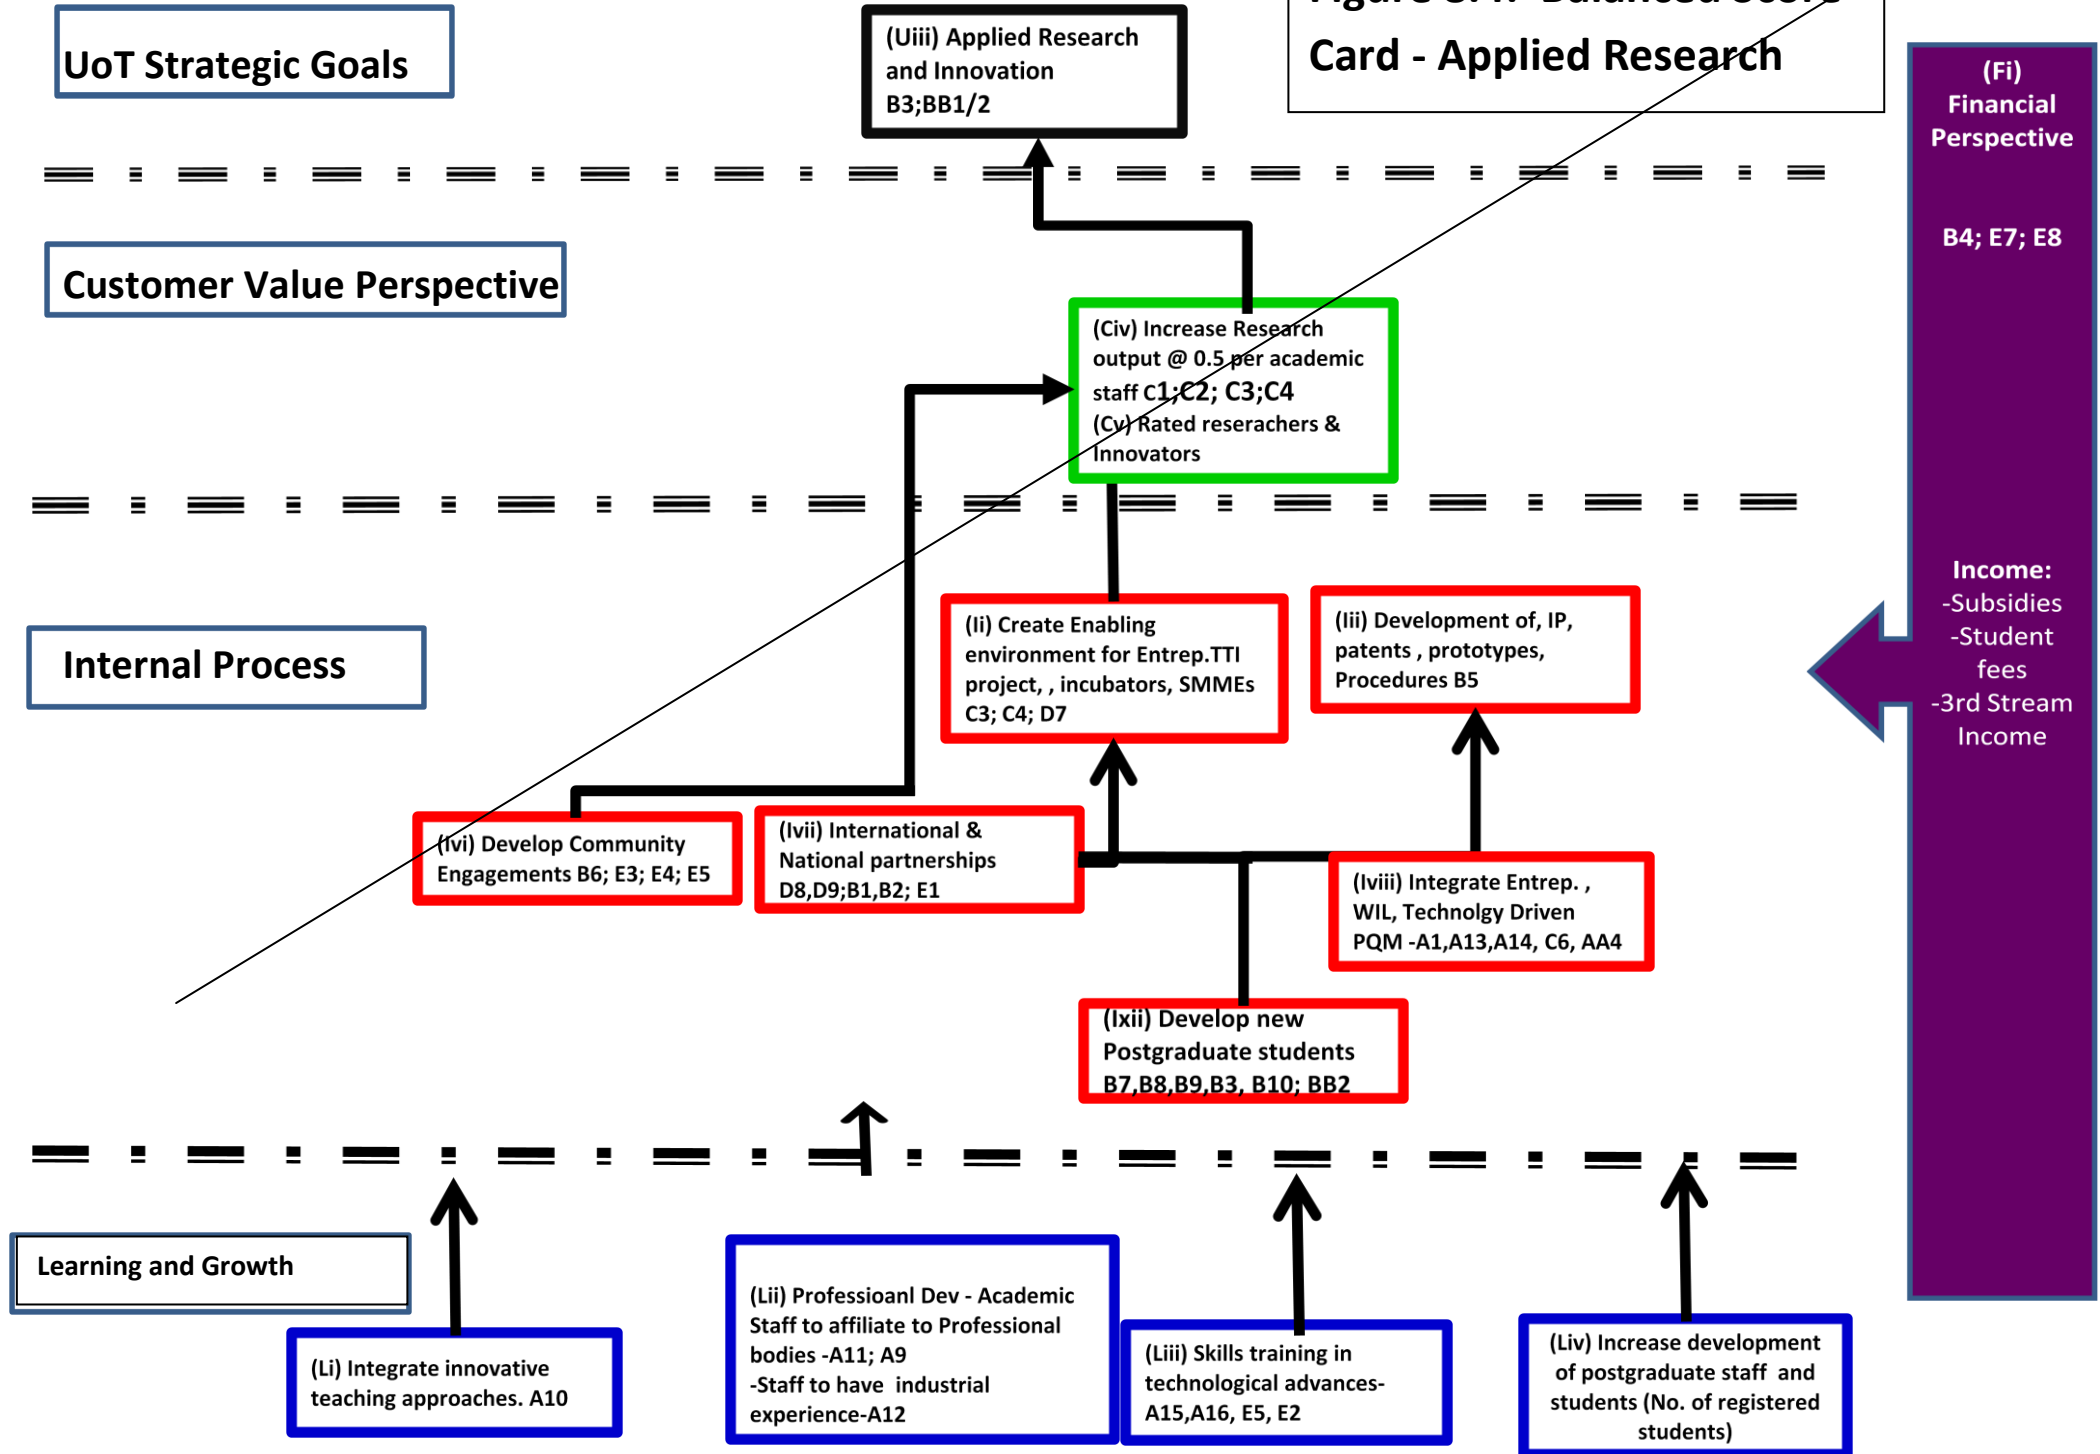 Figure 3.4: Balanced Score
Card - Applied Research
UoT Strategic Goals
(Uiii) Applied Research
and Innovation
B3;BB1/2
(Fi)
Financial
Perspective
B4; E7; E8
Income:
-Subsidies
-Student
fees
-3rd Stream
Income
Customer Value Perspective
(Civ) Increase Research
output @ 0.5 per academic
staff C1;C2; C3;C4
(Cv) Rated reserachers &
Innovators
Internal Process
(Ii) Create Enabling
environment for Entrep.TTI
project, , incubators, SMMEs
C3; C4; D7
(Iii) Development of, IP,
patents , prototypes,
Procedures B5
(Ivi) Develop Community
Engagements B6; E3; E4; E5
(Ivii) International &
National partnerships
D8,D9;B1,B2; E1
(Iviii) Integrate Entrep. ,
WIL, Technolgy Driven
PQM -A1,A13,A14, C6, AA4
(Ixii) Develop new
Postgraduate students
B7,B8,B9,B3, B10; BB2
Learning and Growth
(Li) Integrate innovative
teaching approaches. A10
(Lii) Professioanl Dev - Academic
Staff to affiliate to Professional
bodies -A11; A9
-Staff to have industrial
experience-A12
(Liii) Skills training in
technological advances-
A15,A16, E5, E2
(Liv) Increase development
of postgraduate staff and
students (No. of registered
students)